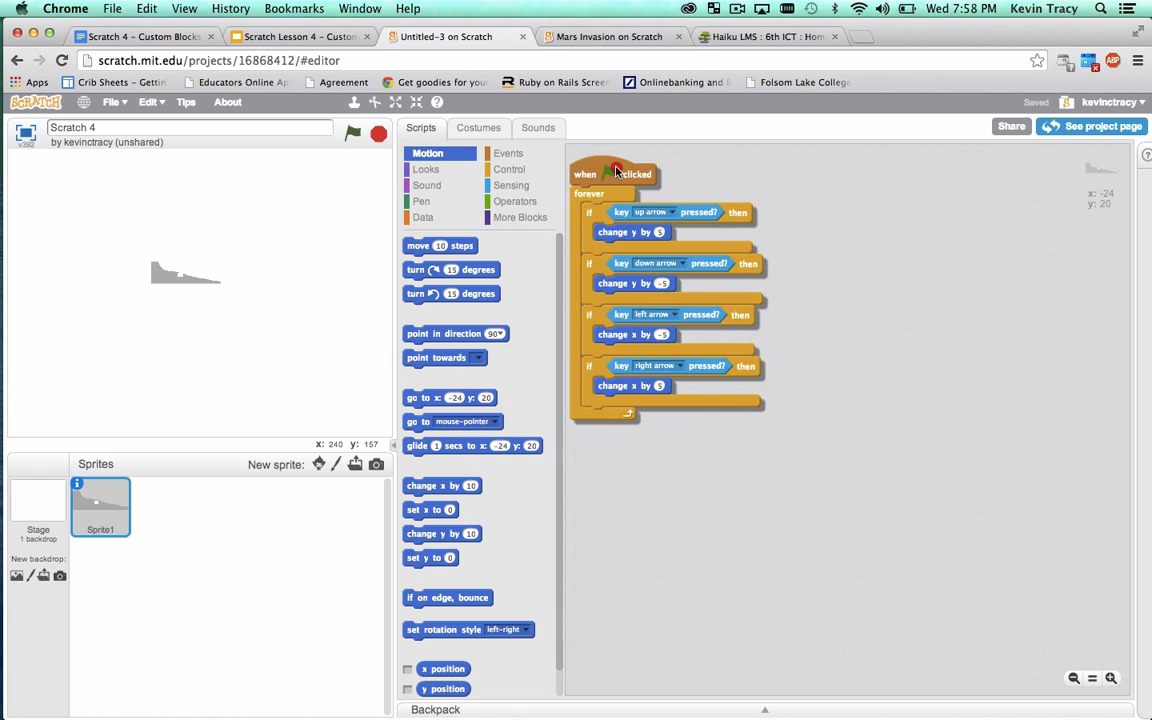 Chrome File Edit View History Bookmarks Window Help Wed 7:58 PM Kevin Tracy
Scratch 4 - Custom Blocks Scratch Lesson 4 - Custom Untitled-3 on Scratch Mars Invasion on Scratch Haiku LMS : 6th ICT : Hom
scratch.mit.edu/projects/16868412/#editor
Apps Crib Sheets - Gettin Educators Online Ap Agreement Get goodies for you Ruby on Rails Scree Onlinebanking and Folsom Lake College
SCRATCH File Edit Tips About Saved kevinctracy
Scratch 4
by kevinctracy (unshared)
v392
Scripts Costumes Sounds
Share See project page
Motion Events
Looks Control
Sound Sensing
Pen Operators
Data More Blocks
move 10 steps
turn 15 degrees
turn 15 degrees
point in direction 90
point towards
go to x: -24 y: 20
go to mouse-pointer
glide 1 secs to x: -24 y: 20
change x by 10
set x to 0
change y by 10
set y to 0
if on edge, bounce
set rotation style left-right
x position
y position
when clicked
forever
if key up arrow pressed? then
change y by 5
if key down arrow pressed? then
change y by -5
if key left arrow pressed? then
change x by -5
if key right arrow pressed? then
change x by 5
x: -24
y: 20
x: 240 y: 157
Sprites New sprite:
Stage
1 backdrop
New backdrop:
Sprite1
Backpack